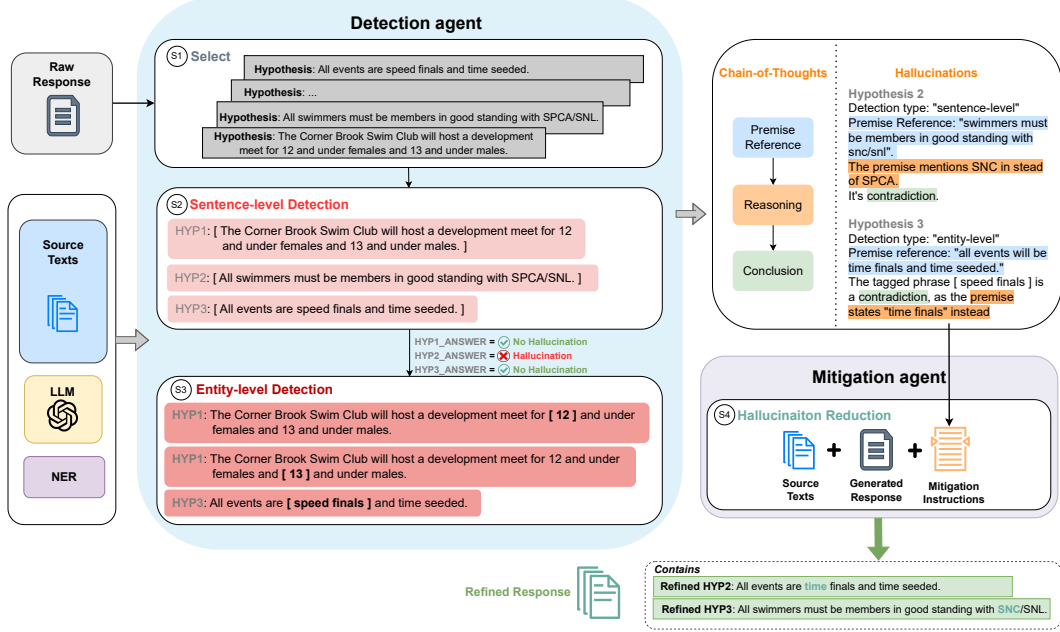 Raw
Response
Source
Texts
LLM
NER
Detection agent
S1 Select
Hypothesis: All events are speed finals and time seeded.
Hypothesis: ...
Hypothesis: All swimmers must be members in good standing with SPCA/SNL.
Hypothesis: The Corner Brook Swim Club will host a development
meet for 12 and under females and 13 and under males.
S2 Sentence-level Detection
HYP1: [ The Corner Brook Swim Club will host a development meet for 12
and under females and 13 and under males. ]
HYP2: [ All swimmers must be members in good standing with SPCA/SNL. ]
HYP3: [ All events are speed finals and time seeded. ]
HYP1_ANSWER = No Hallucination
HYP2_ANSWER = Hallucination
HYP3_ANSWER = No Hallucination
S3 Entity-level Detection
HYP1: The Corner Brook Swim Club will host a development meet for [ 12 ] and under
females and 13 and under males.
HYP1: The Corner Brook Swim Club will host a development meet for 12 and under
females and [ 13 ] and under males.
HYP3: All events are [ speed finals ] and time seeded.
Chain-of-Thoughts
Premise
Reference
Reasoning
Conclusion
Hallucinations
Hypothesis 2
Detection type: "sentence-level"
Premise Reference: "swimmers must
be members in good standing with
snc/snl".
The premise mentions SNC in stead
of SPCA.
It's contradiction.
Hypothesis 3
Detection type: "entity-level"
Premise reference: "all events will be
time finals and time seeded."
The tagged phrase [ speed finals ] is
a contradiction, as the premise
states "time finals" instead
Mitigation agent
S4 Hallucinaiton Reduction
Source
Texts
+
Generated
Response
+
Mitigation
Instructions
Refined Response
Contains
Refined HYP2: All events are time finals and time seeded.
Refined HYP3: All swimmers must be members in good standing with SNC/SNL.